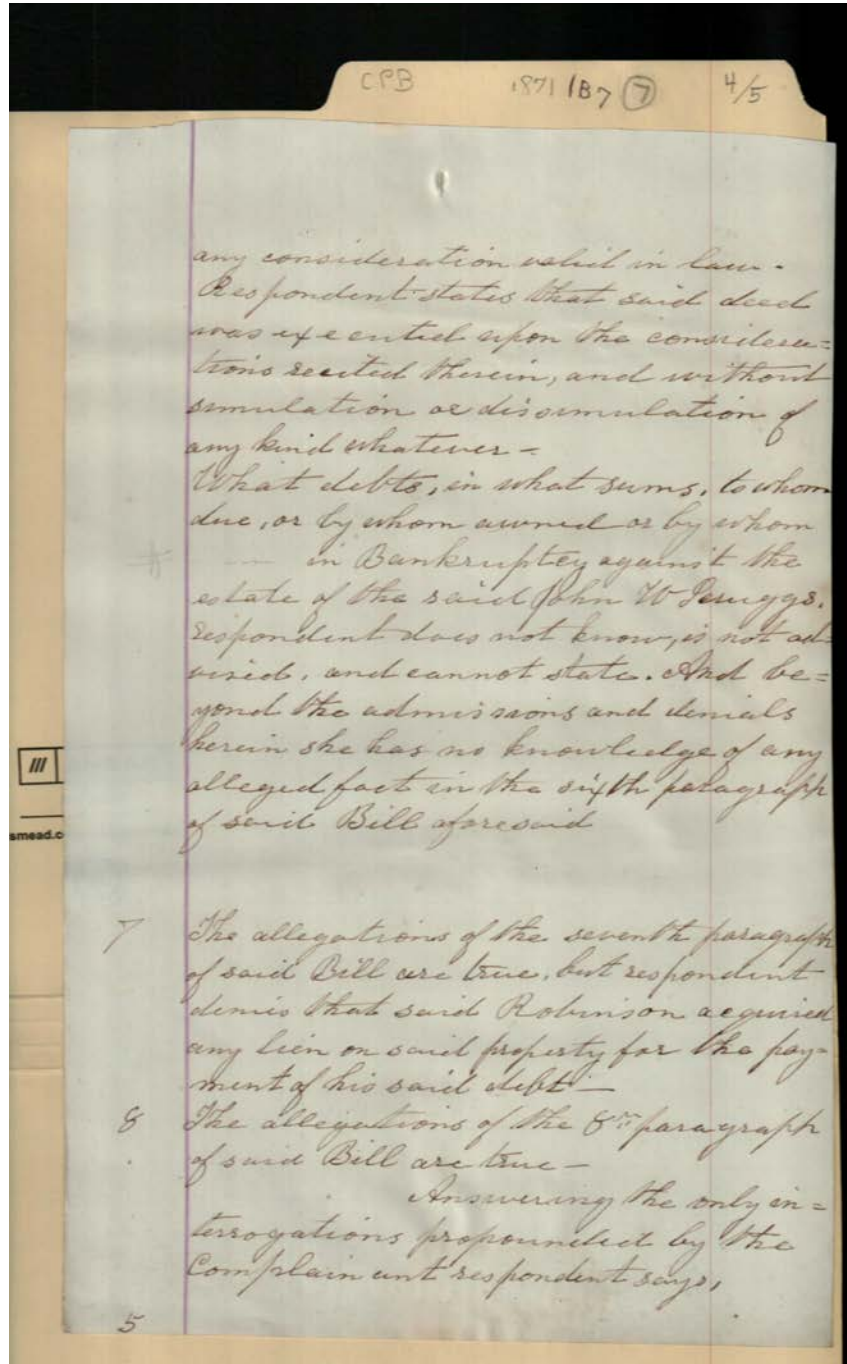 CPB 1871 1B7 7 4/5
any consideration valid in law.
Respondent states that said deed
was executed upon the considera=
tions recited therein, and without
simulation or dissimulation of
any kind whatever -
What debts, in what sums, to whom
due, or by whom owned or by whom
in Bankruptcy against the
estate of the said John W
respondent does not know, is not ad=
vised, and cannot state. And be=
yond the admissions and denials
herein she has no knowledge of any
alleged fact in the sixth paragraph
of said Bill aforesaid
smead.co
7 The allegations of the seventh paragraph
of said Bill are true, but respondent
denies that said Robinson acquired
any lien on said property for the pay=
ment of his said debt -
8 The allegations of the 8th paragraph
of said Bill are true -
Answering the only in=
terrogations propounded by the
Complainant respondent says,
5